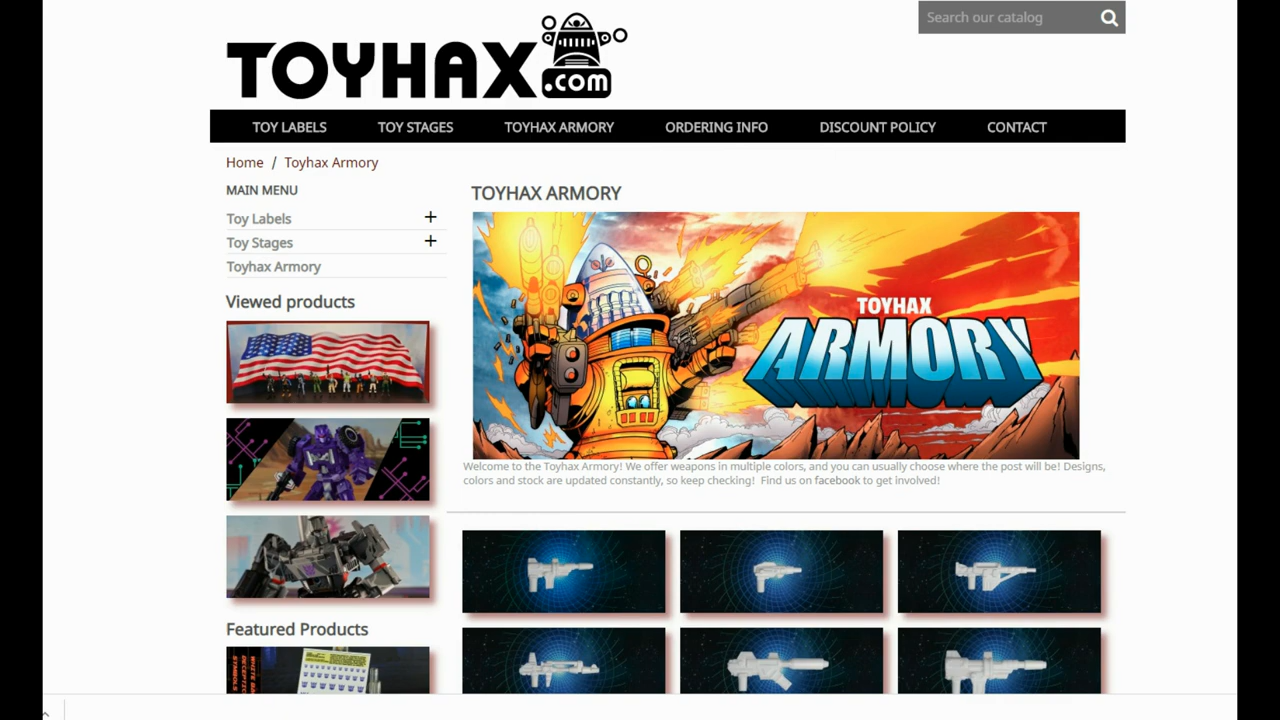 Search our catalog
TOYHAX
.com
TOY LABELS TOY STAGES TOYHAX ARMORY ORDERING INFO DISCOUNT POLICY CONTACT
Home / Toyhax Armory
MAIN MENU
Toy Labels +
Toy Stages +
Toyhax Armory
Viewed products
Featured Products
TOYHAX ARMORY
TOYHAX
ARMORY
Welcome to the Toyhax Armory! We offer weapons in multiple colors, and you can usually choose where the post will be! Designs,
colors and stock are updated constantly, so keep checking!  Find us on facebook to get involved!